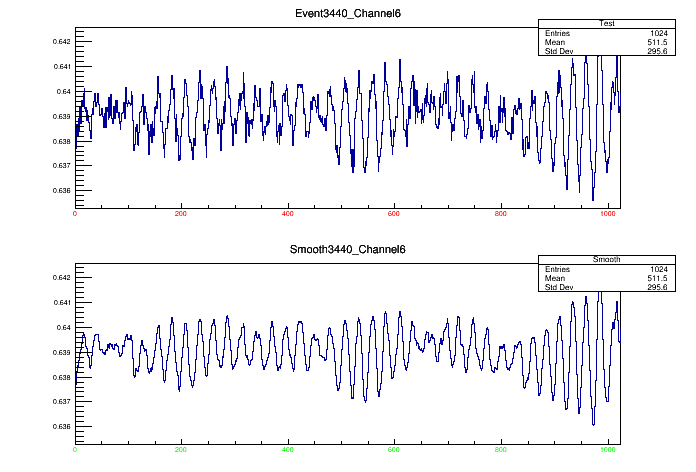 Event3440_Channel6
Test
Entries 1024
Mean 511.5
Std Dev 295.6
0.642
0.641
0.64
0.639
0.638
0.637
0.636
0 200 400 600 800 1000
Smooth3440_Channel6
Smooth
Entries 1024
Mean 511.5
Std Dev 295.6
0.642
0.641
0.64
0.639
0.638
0.637
0.636
0 200 400 600 800 1000